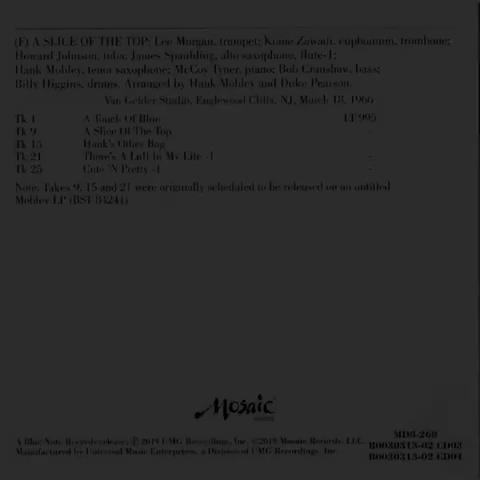 (F) A SLICE OF THE TOP: Lee Morgan, trumpet; Kiane Zawadi, euphonium, trombone;
Howard Johnson, tuba; James Spaulding, alto saxophone, flute-1;
Hank Mobley, tenor saxophone; McCoy Tyner, piano; Bob Cranshaw, bass;
Billy Higgins, drums. Arranged by Hank Mobley and Duke Pearson.
Van Gelder Studio, Englewood Cliffs, NJ, March 18, 1966
Tk 4 A Touch Of Blue LT 995
Tk 9 A Slice Of The Top -
Tk 15 Hank's Other Bag -
Tk 21 There's A Lull In My Life -1 -
Tk 25 Cute 'N Pretty -1 -
Note: Takes 9, 15 and 21 were originally scheduled to be released on an untitled
Mobley LP (BST 84241)
Mosaic
A Blue Note Records release; Ⓟ 2019 UMG Recordings, Inc. ©2019 Mosaic Records, LLC.
Manufactured by Universal Music Enterprises, a Division of UMG Recordings, Inc.
MD8-268
B0030313-02 CD03
B0030313-02 CD04